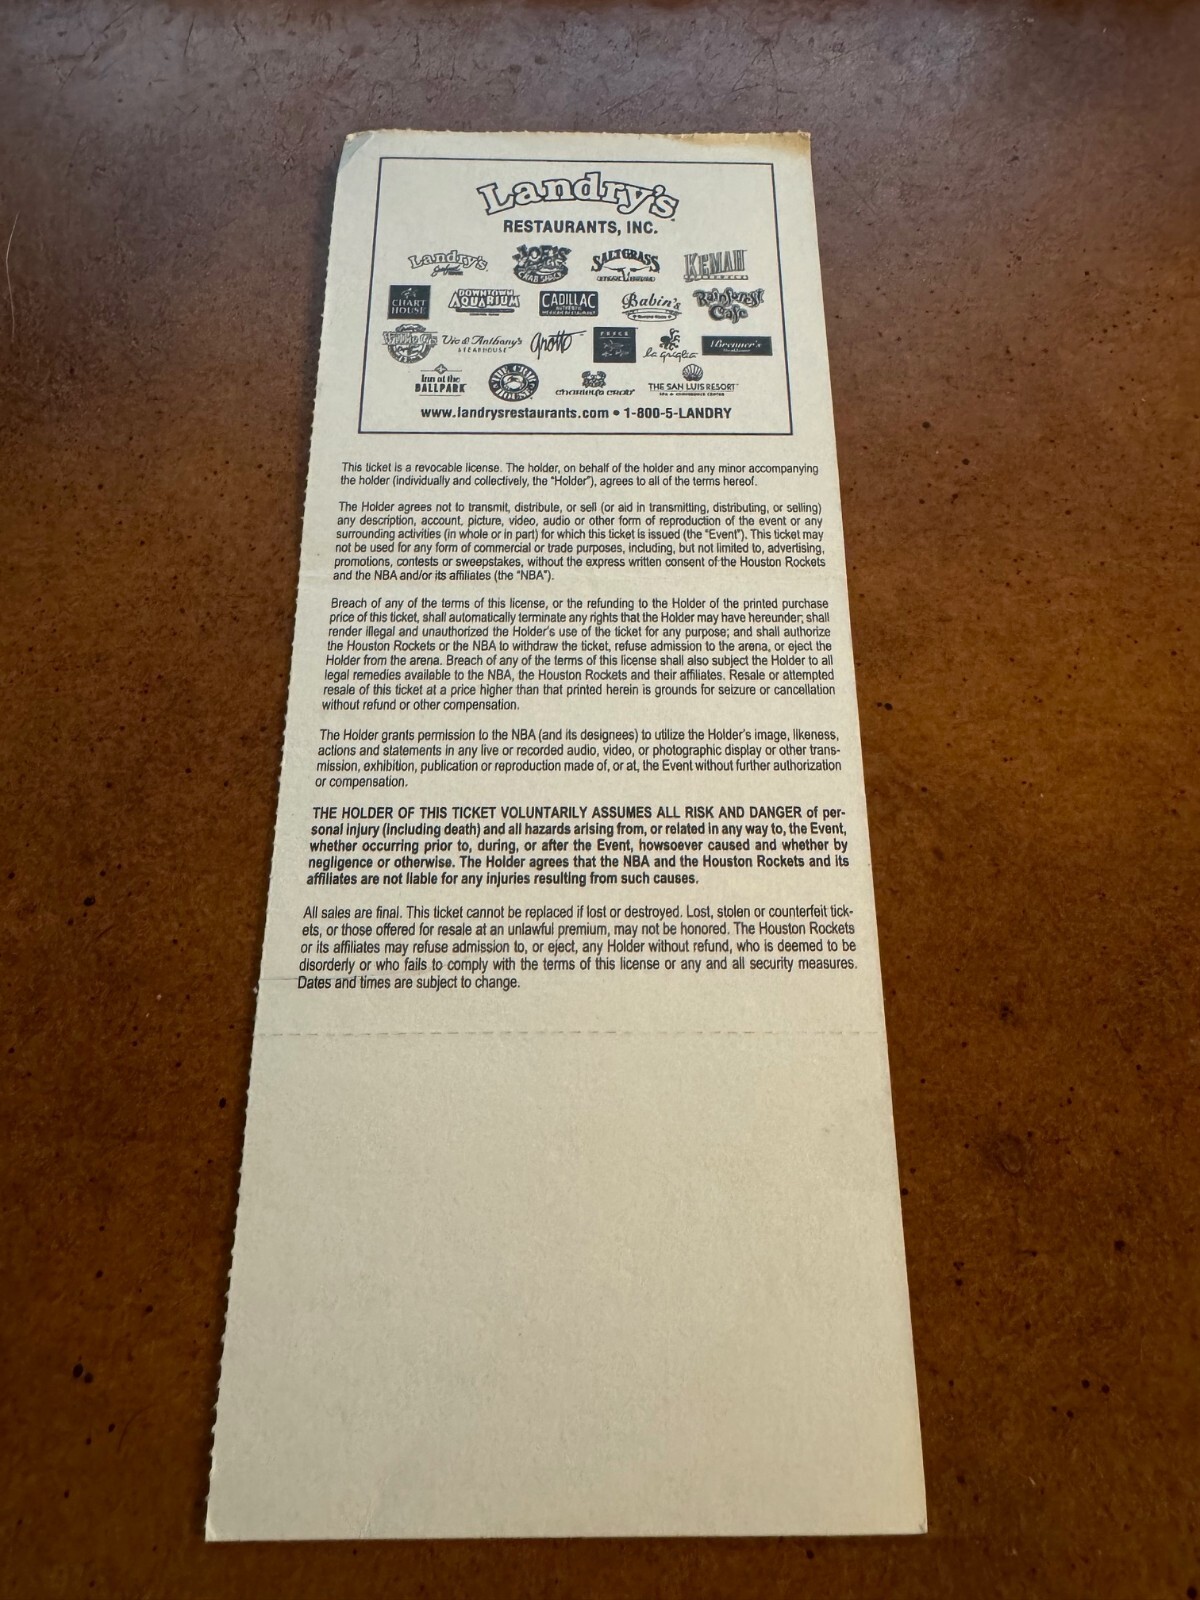 Landry's
RESTAURANTS, INC.
Landry's JOE'S CRAB SHACK SALTGRASS STEAK HOUSE KEMAH
CHART HOUSE DOWNTOWN AQUARIUM CADILLAC Babin's Rainforest Cafe
Willie G's Vic & Anthony's STEAKHOUSE Grotto la griglia Brenner's
Inn at the BALLPARK CHARLEY'S CRAB THE SAN LUIS RESORT
www.landrysrestaurants.com • 1-800-5-LANDRY
This ticket is a revocable license. The holder, on behalf of the holder and any minor accompanying
the holder (individually and collectively, the "Holder"), agrees to all of the terms hereof.
The Holder agrees not to transmit, distribute, or sell (or aid in transmitting, distributing, or selling)
any description, account, picture, video, audio or other form of reproduction of the event or any
surrounding activities (in whole or in part) for which this ticket is issued (the "Event"). This ticket may
not be used for any form of commercial or trade purposes, including, but not limited to, advertising,
promotions, contests or sweepstakes, without the express written consent of the Houston Rockets
and the NBA and/or its affiliates (the "NBA").
Breach of any of the terms of this license, or the refunding to the Holder of the printed purchase
price of this ticket, shall automatically terminate any rights that the Holder may have hereunder; shall
render illegal and unauthorized the Holder's use of the ticket for any purpose; and shall authorize
the Houston Rockets or the NBA to withdraw the ticket, refuse admission to the arena, or eject the
Holder from the arena. Breach of any of the terms of this license shall also subject the Holder to all
legal remedies available to the NBA, the Houston Rockets and their affiliates. Resale or attempted
resale of this ticket at a price higher than that printed herein is grounds for seizure or cancellation
without refund or other compensation.
The Holder grants permission to the NBA (and its designees) to utilize the Holder's image, likeness,
actions and statements in any live or recorded audio, video, or photographic display or other trans-
mission, exhibition, publication or reproduction made of, or at, the Event without further authorization
or compensation.
THE HOLDER OF THIS TICKET VOLUNTARILY ASSUMES ALL RISK AND DANGER of per-
sonal injury (including death) and all hazards arising from, or related in any way to, the Event,
whether occurring prior to, during, or after the Event, howsoever caused and whether by
negligence or otherwise. The Holder agrees that the NBA and the Houston Rockets and its
affiliates are not liable for any injuries resulting from such causes.
All sales are final. This ticket cannot be replaced if lost or destroyed. Lost, stolen or counterfeit tick-
ets, or those offered for resale at an unlawful premium, may not be honored. The Houston Rockets
or its affiliates may refuse admission to, or eject, any Holder without refund, who is deemed to be
disorderly or who fails to comply with the terms of this license or any and all security measures.
Dates and times are subject to change.